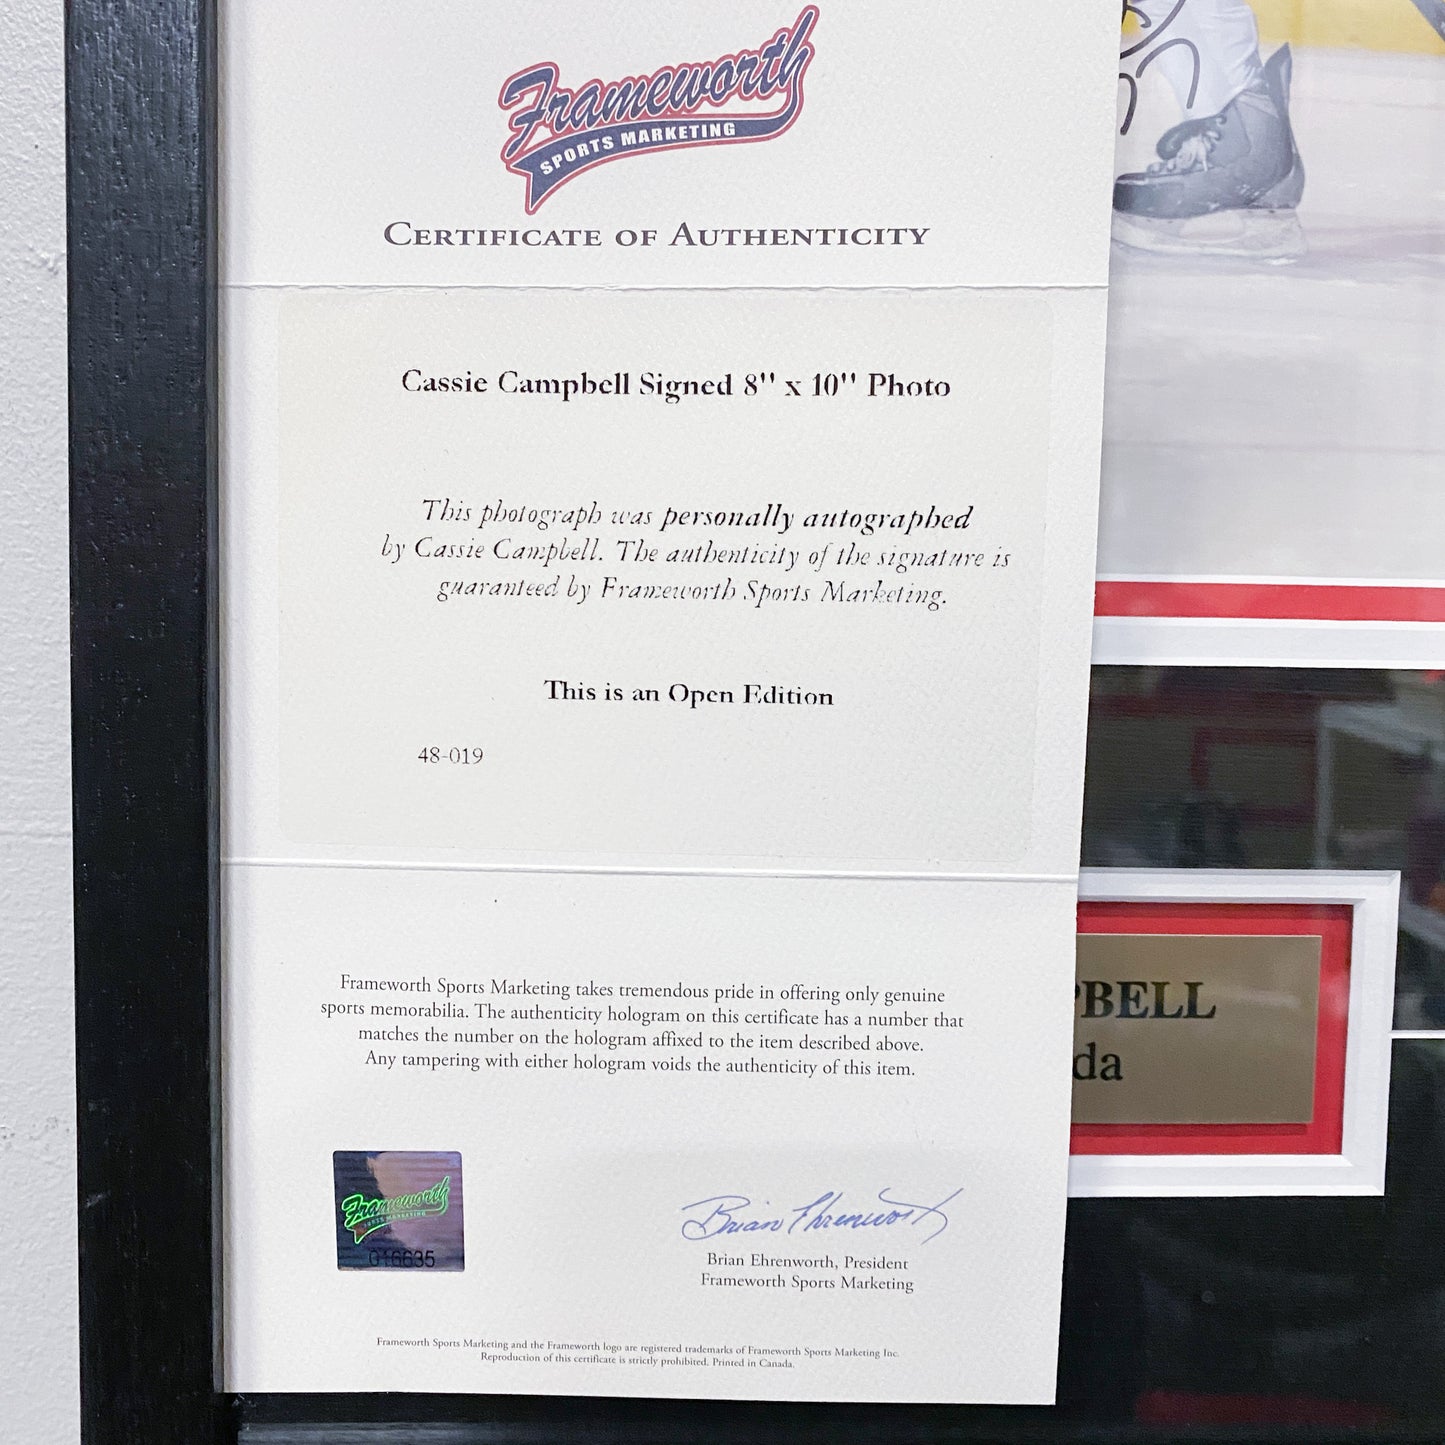 Frameworth
SPORTS MARKETING
CERTIFICATE OF AUTHENTICITY
Cassie Campbell Signed 8" x 10" Photo
This photograph was personally autographed
by Cassie Campbell. The authenticity of the signature is
guaranteed by Frameworth Sports Marketing.
This is an Open Edition
48-019
Frameworth Sports Marketing takes tremendous pride in offering only genuine
sports memorabilia. The authenticity hologram on this certificate has a number that
matches the number on the hologram affixed to the item described above.
Any tampering with either hologram voids the authenticity of this item.
Frameworth
SPORTS MARKETING
016635
Brian Ehrenworth
Brian Ehrenworth, President
Frameworth Sports Marketing
Frameworth Sports Marketing and the Frameworth logo are registered trademarks of Frameworth Sports Marketing Inc.
Reproduction of this certificate is strictly prohibited. Printed in Canada.
PBELL
da